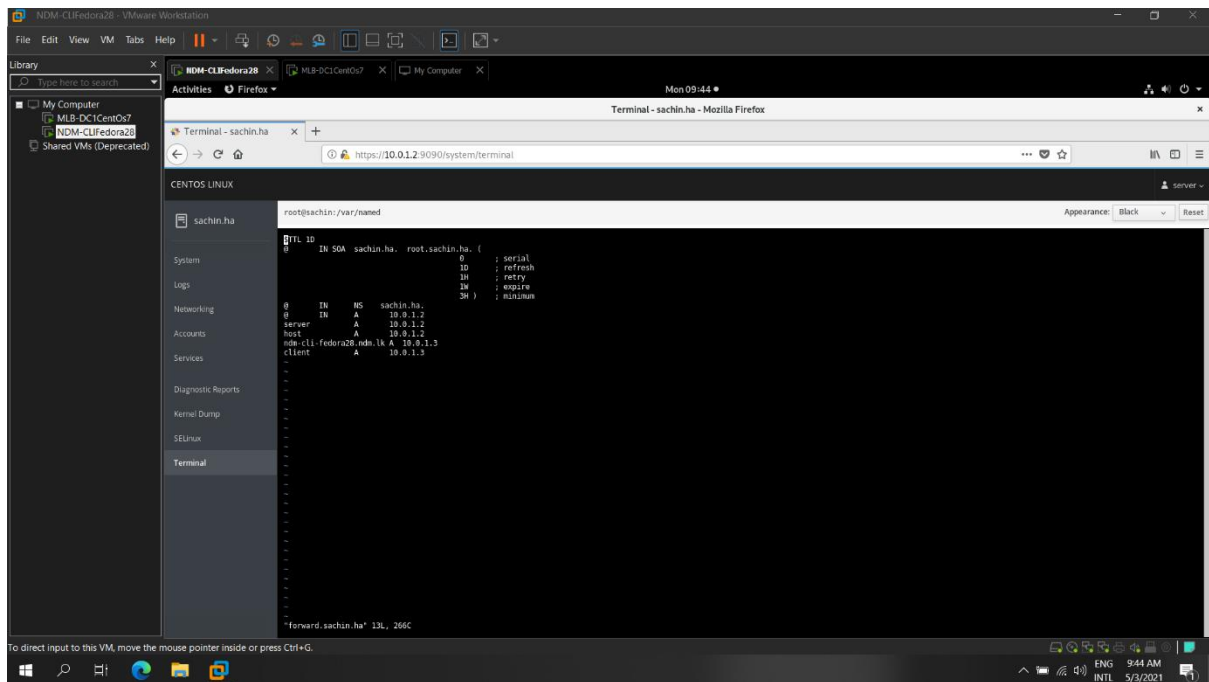 NDM-CLIFedora28 - VMware Workstation
File Edit View VM Tabs Help
Library
Type here to search
My Computer
MLB-DC1CentOs7
NDM-CLIFedora28
Shared VMs (Deprecated)
NDM-CLIFedora28 MLB-DC1CentOs7 My Computer
Activities Firefox Mon 09:44
Terminal - sachin.ha - Mozilla Firefox
Terminal - sachin.ha
https://10.0.1.2:9090/system/terminal
CENTOS LINUX server
sachin.ha
System
Logs
Networking
Accounts
Services
Diagnostic Reports
Kernel Dump
SELinux
Terminal
root@sachin:/var/named Appearance: Black Reset
$TTL 1D
@ IN SOA sachin.ha. root.sachin.ha. (
0 ; serial
1D ; refresh
1H ; retry
1W ; expire
3H ) ; minimum
@ IN NS sachin.ha.
@ IN A 10.0.1.2
server A 10.0.1.2
host A 10.0.1.2
ndm-cli-fedora28.ndm.lk A 10.0.1.3
client A 10.0.1.3
"forward.sachin.ha" 13L, 266C
To direct input to this VM, move the mouse pointer inside or press Ctrl+G.
ENG 9:44 AM
INTL 5/3/2021